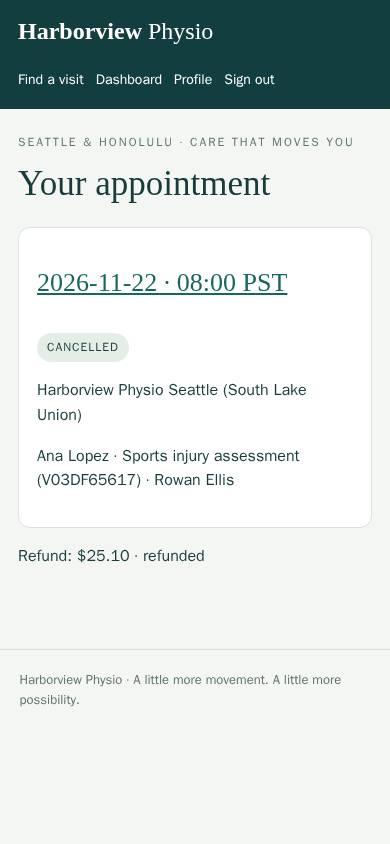 Harborview Physio
Find a visit Dashboard Profile Sign out
SEATTLE & HONOLULU · CARE THAT MOVES YOU
Your appointment
2026-11-22 · 08:00 PST
CANCELLED
Harborview Physio Seattle (South Lake
Union)
Ana Lopez · Sports injury assessment
(V03DF65617) · Rowan Ellis
Refund: $25.10 · refunded
Harborview Physio · A little more movement. A little more
possibility.